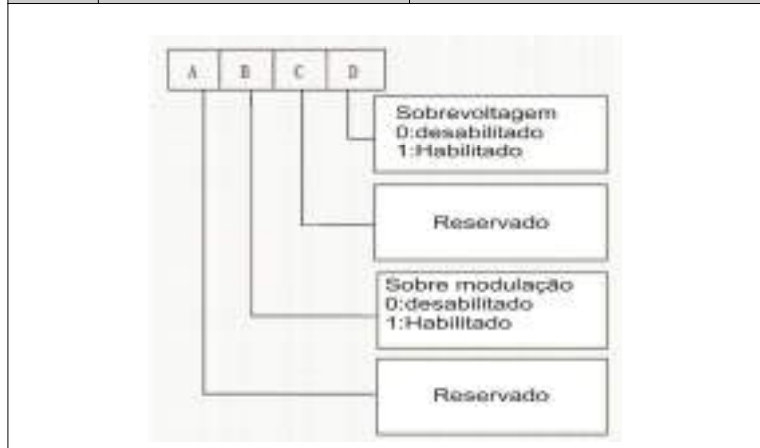 A B C D
Sobrevoltagem
0:desabilitado
1:Habilitado
Reservado
Sobre modulação
0:desabilitado
1:Habilitado
Reservado